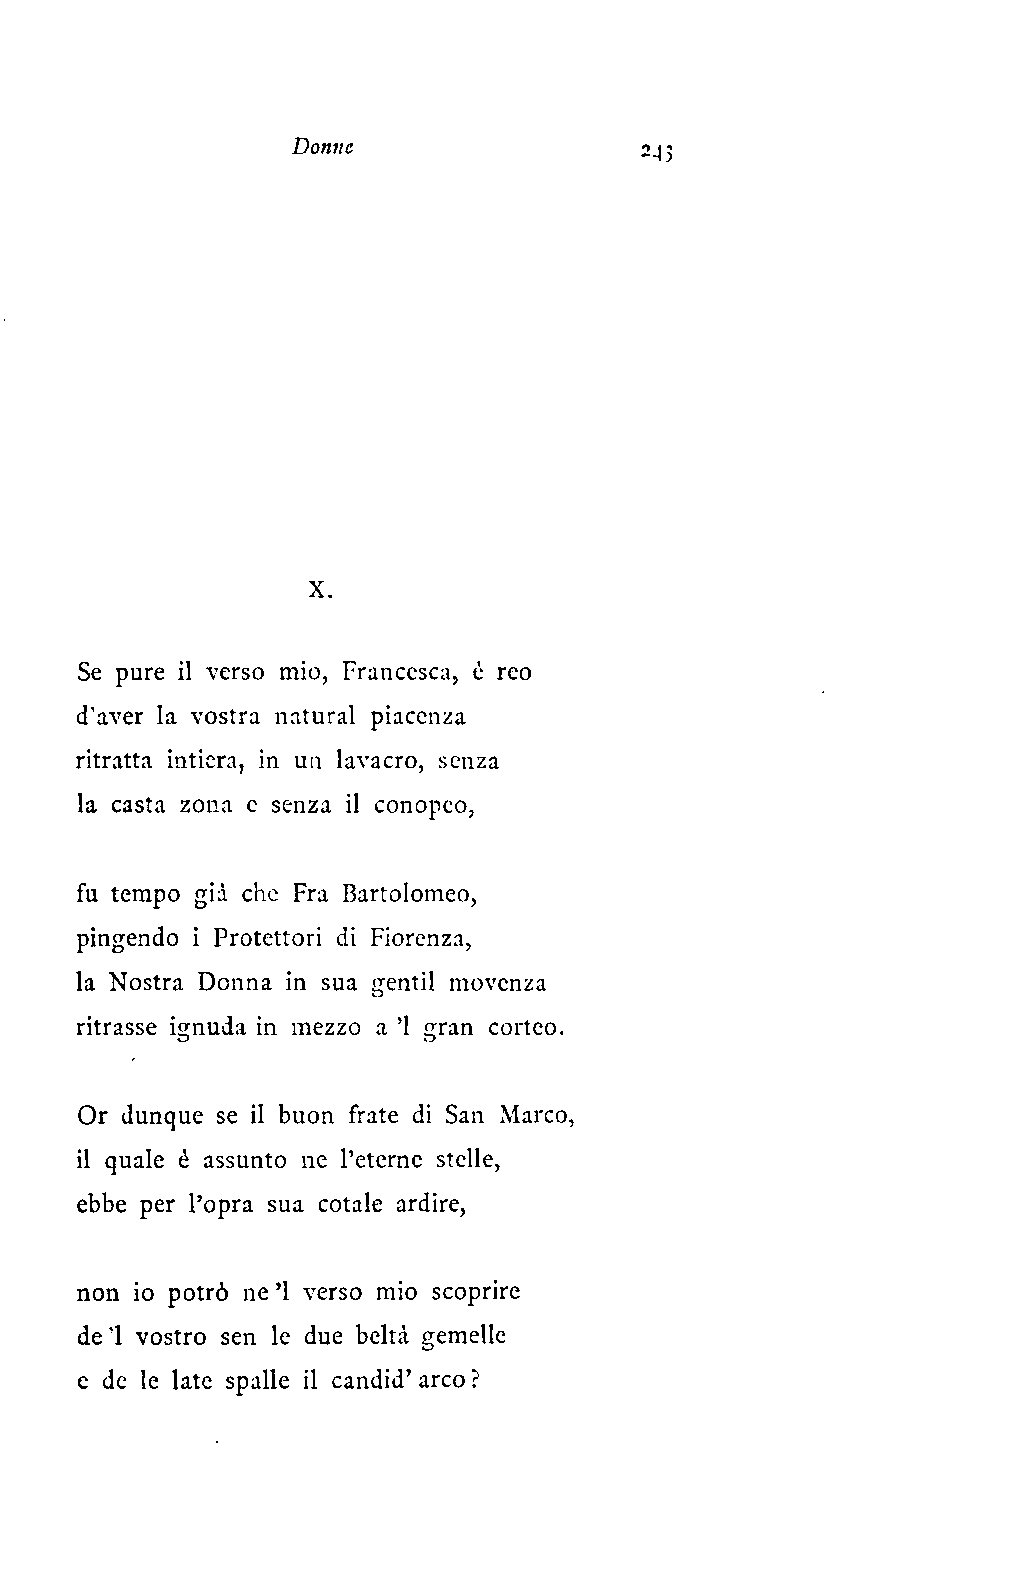 Donne 243
X.
Se pure il verso mio, Francesca, è reo
d'aver la vostra natural piacenza
ritratta intiera, in un lavacro, senza
la casta zona e senza il conopeo,
fu tempo già che Fra Bartolomeo,
pingendo i Protettori di Fiorenza,
la Nostra Donna in sua gentil movenza
ritrasse ignuda in mezzo a 'l gran corteo.
Or dunque se il buon frate di San Marco,
il quale è assunto ne l'eterne stelle,
ebbe per l'opra sua cotale ardire,
non io potrò ne 'l verso mio scoprire
de 'l vostro sen le due beltà gemelle
e de le late spalle il candid' arco?